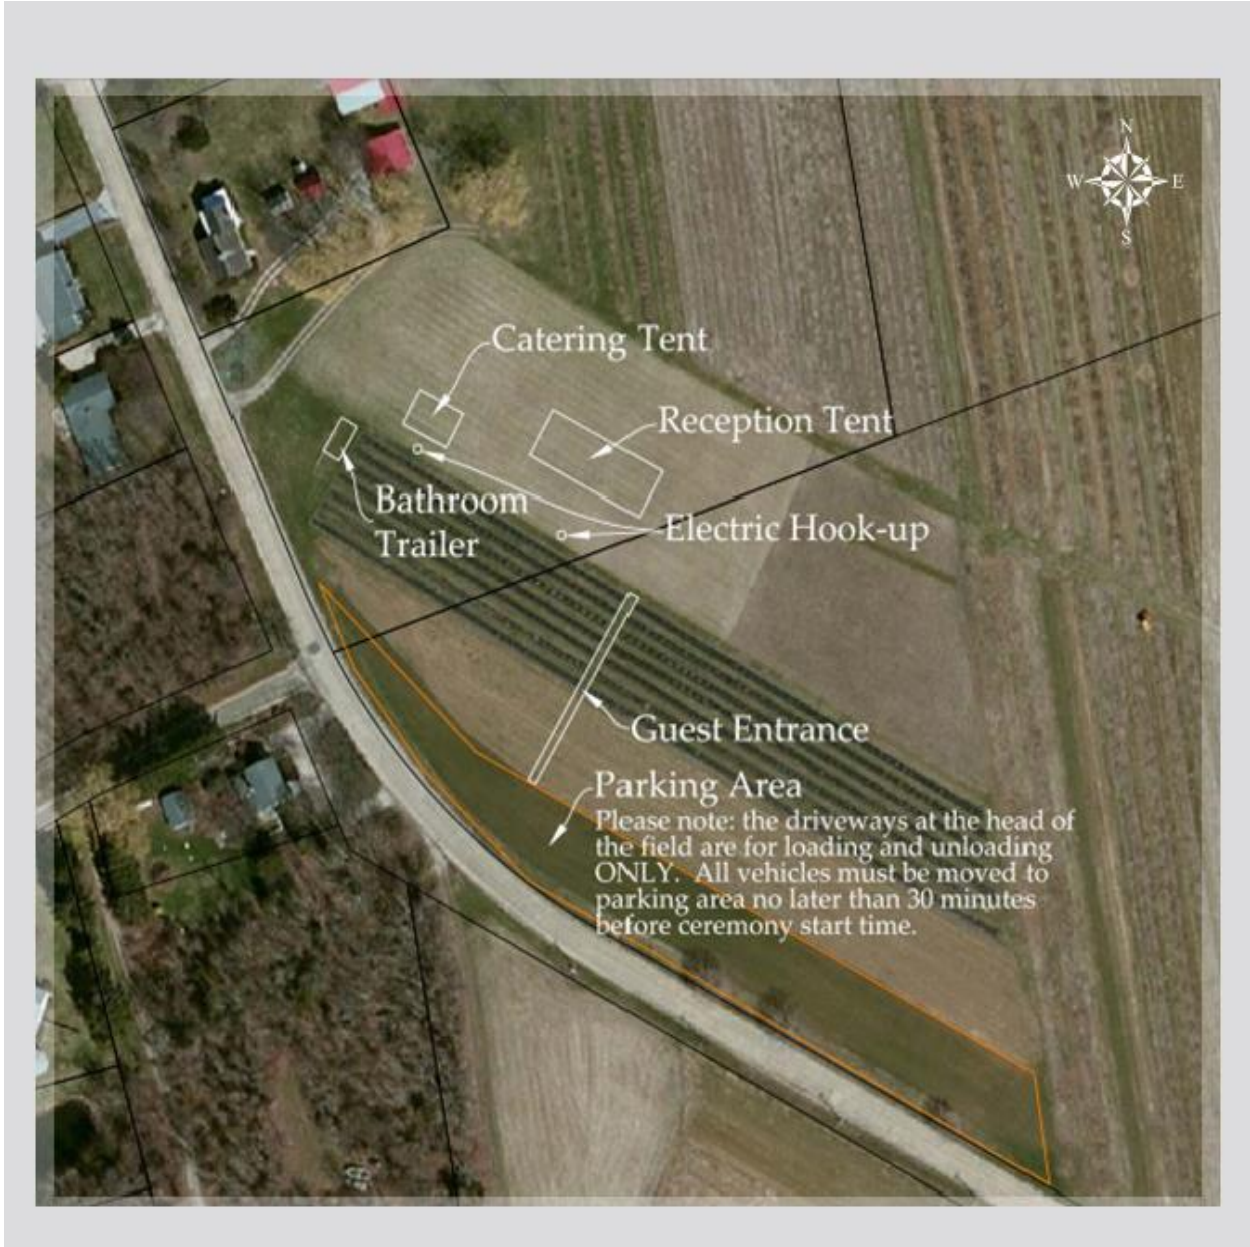 N
W E
S
Catering Tent
Reception Tent
Bathroom
Trailer
Electric Hook-up
Guest Entrance
Parking Area
Please note: the driveways at the head of
the field are for loading and unloading
ONLY. All vehicles must be moved to
parking area no later than 30 minutes
before ceremony start time.